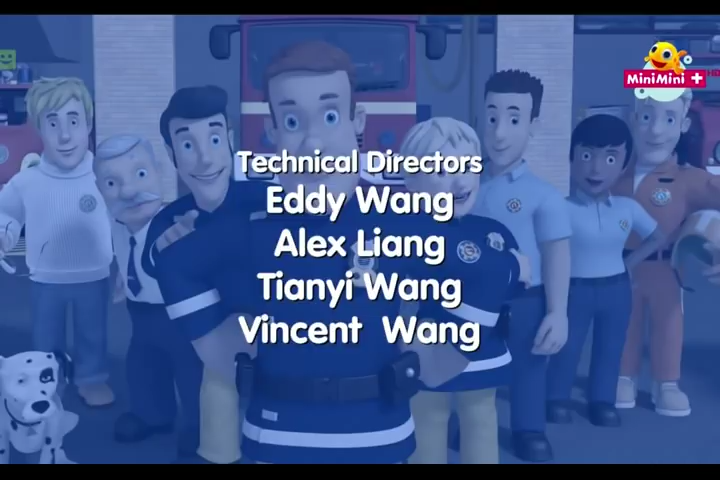 MiniMini +
Technical Directors
Eddy Wang
Alex Liang
Tianyi Wang
Vincent Wang